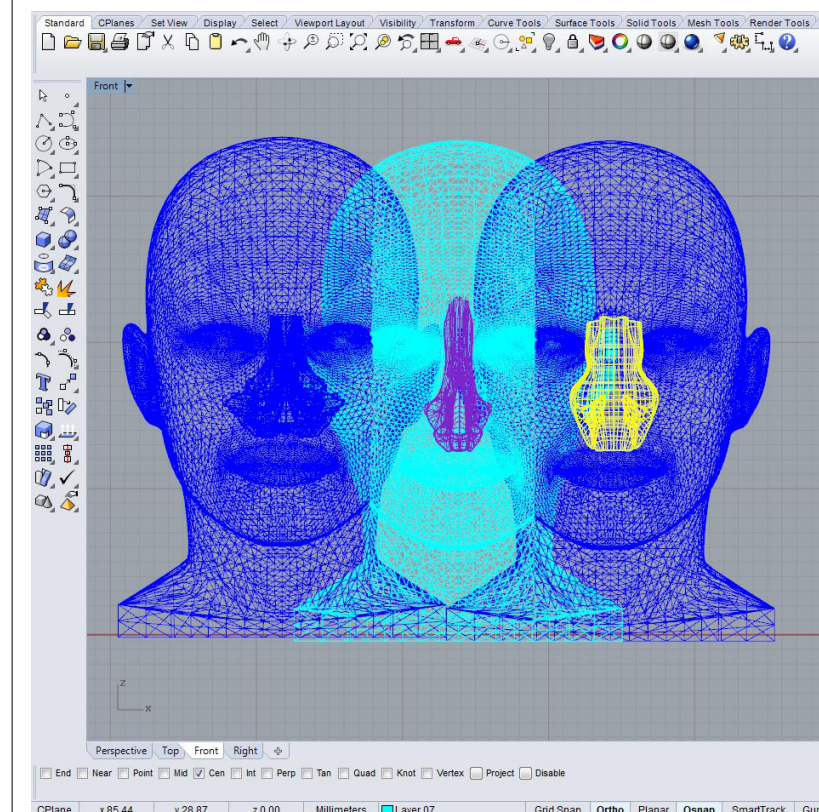 Standard CPlanes Set View Display Select Viewport Layout Visibility Transform Curve Tools Surface Tools Solid Tools Mesh Tools Render Tools
Front
z
x
Perspective Top Front Right
End Near Point Mid Cen Int Perp Tan Quad Knot Vertex Project Disable
CPlane x 85.44 y 28.87 z 0.00 Millimeters Layer 07 Grid Snap Ortho Planar Osnap SmartTrack Gu